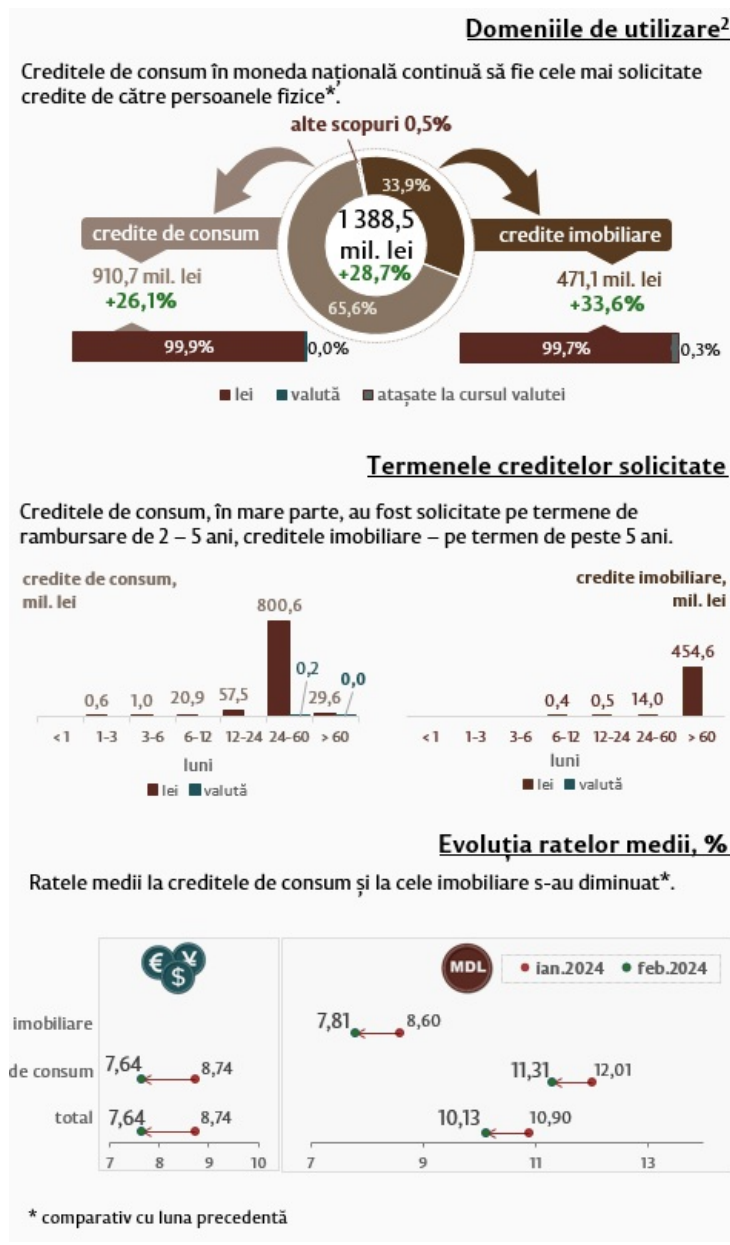 Domeniile de utilizare²
Creditele de consum în moneda națională continuă să fie cele mai solicitate
credite de către persoanele fizice*.
alte scopuri 0,5%
33,9%
1 388,5
mil. lei
+28,7%
65,6%
credite de consum
910,7 mil. lei
+26,1%
99,9%
0,0%
credite imobiliare
471,1 mil. lei
+33,6%
99,7%
0,3%
lei valută atașate la cursul valutei
Termenele creditelor solicitate
Creditele de consum, în mare parte, au fost solicitate pe termene de
rambursare de 2 – 5 ani, creditele imobiliare – pe termen de peste 5 ani.
credite de consum,
mil. lei
800,6
0,2
0,0
0,6 1,0 20,9 57,5 29,6
<1 1-3 3-6 6-12 12-24 24-60 >60
luni
lei valută
credite imobiliare,
mil. lei
454,6
0,4 0,5 14,0
<1 1-3 3-6 6-12 12-24 24-60 >60
luni
lei valută
Evoluția ratelor medii, %
Ratele medii la creditele de consum și la cele imobiliare s-au diminuat*.
€ ¥ $
MDL
ian.2024 feb.2024
imobiliare
7,81 8,60
de consum
7,64 8,74
11,31 12,01
total
7,64 8,74
10,13 10,90
7 8 9 10
7 9 11 13
* comparativ cu luna precedentă